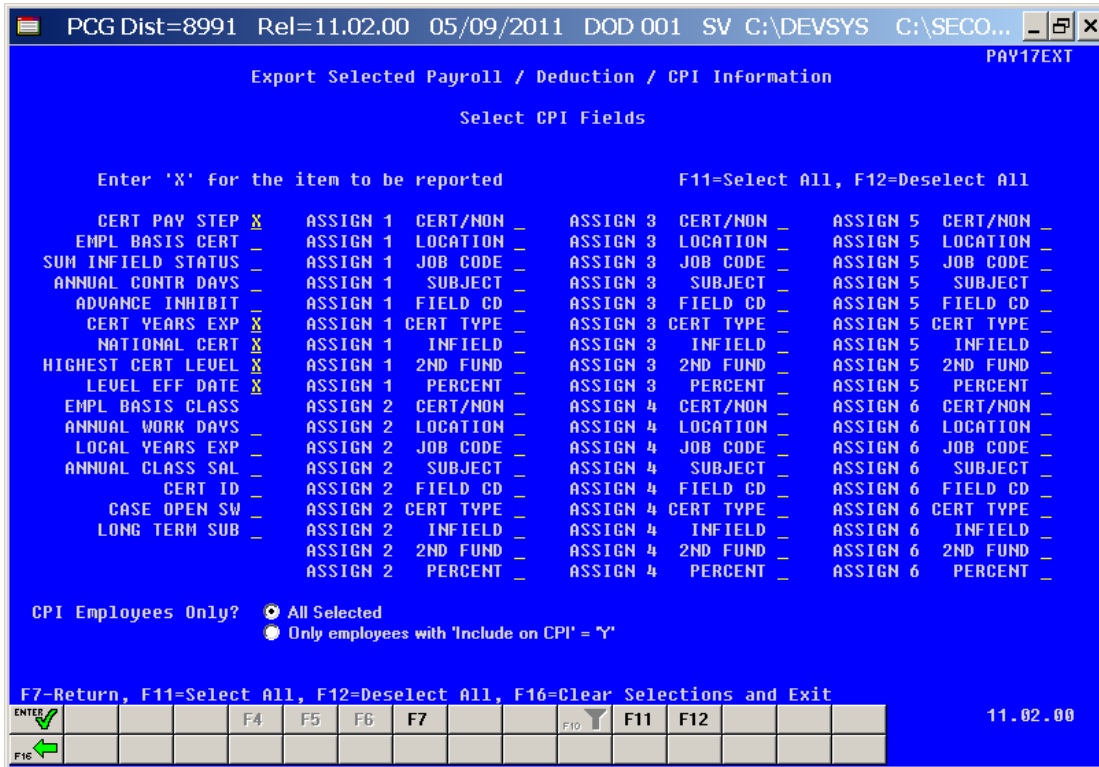 PCG Dist=8991 Rel=11.02.00 05/09/2011 DOD 001 SV C:\DEVSYS C:\SECO...
PAY17EXT
Export Selected Payroll / Deduction / CPI Information
Select CPI Fields
Enter 'X' for the item to be reported F11=Select All, F12=Deselect All
CERT PAY STEP X ASSIGN 1 CERT/NON _ ASSIGN 3 CERT/NON _ ASSIGN 5 CERT/NON _
EMPL BASIS CERT _ ASSIGN 1 LOCATION _ ASSIGN 3 LOCATION _ ASSIGN 5 LOCATION _
SUM INFIELD STATUS _ ASSIGN 1 JOB CODE _ ASSIGN 3 JOB CODE _ ASSIGN 5 JOB CODE _
ANNUAL CONTR DAYS _ ASSIGN 1 SUBJECT _ ASSIGN 3 SUBJECT _ ASSIGN 5 SUBJECT _
ADVANCE INHIBIT _ ASSIGN 1 FIELD CD _ ASSIGN 3 FIELD CD _ ASSIGN 5 FIELD CD _
CERT YEARS EXP X ASSIGN 1 CERT TYPE _ ASSIGN 3 CERT TYPE _ ASSIGN 5 CERT TYPE _
NATIONAL CERT X ASSIGN 1 INFIELD _ ASSIGN 3 INFIELD _ ASSIGN 5 INFIELD _
HIGHEST CERT LEVEL X ASSIGN 1 2ND FUND _ ASSIGN 3 2ND FUND _ ASSIGN 5 2ND FUND _
LEVEL EFF DATE X ASSIGN 1 PERCENT _ ASSIGN 3 PERCENT _ ASSIGN 5 PERCENT _
EMPL BASIS CLASS ASSIGN 2 CERT/NON _ ASSIGN 4 CERT/NON _ ASSIGN 6 CERT/NON _
ANNUAL WORK DAYS _ ASSIGN 2 LOCATION _ ASSIGN 4 LOCATION _ ASSIGN 6 LOCATION _
LOCAL YEARS EXP _ ASSIGN 2 JOB CODE _ ASSIGN 4 JOB CODE _ ASSIGN 6 JOB CODE _
ANNUAL CLASS SAL _ ASSIGN 2 SUBJECT _ ASSIGN 4 SUBJECT _ ASSIGN 6 SUBJECT _
CERT ID _ ASSIGN 2 FIELD CD _ ASSIGN 4 FIELD CD _ ASSIGN 6 FIELD CD _
CASE OPEN SW _ ASSIGN 2 CERT TYPE _ ASSIGN 4 CERT TYPE _ ASSIGN 6 CERT TYPE _
LONG TERM SUB _ ASSIGN 2 INFIELD _ ASSIGN 4 INFIELD _ ASSIGN 6 INFIELD _
ASSIGN 2 2ND FUND _ ASSIGN 4 2ND FUND _ ASSIGN 6 2ND FUND _
ASSIGN 2 PERCENT _ ASSIGN 4 PERCENT _ ASSIGN 6 PERCENT _
CPI Employees Only? All Selected
Only employees with 'Include on CPI' = 'Y'
F7-Return, F11=Select All, F12=Deselect All, F16=Clear Selections and Exit
ENTER F4 F5 F6 F7 F10 F11 F12 11.02.00
F16